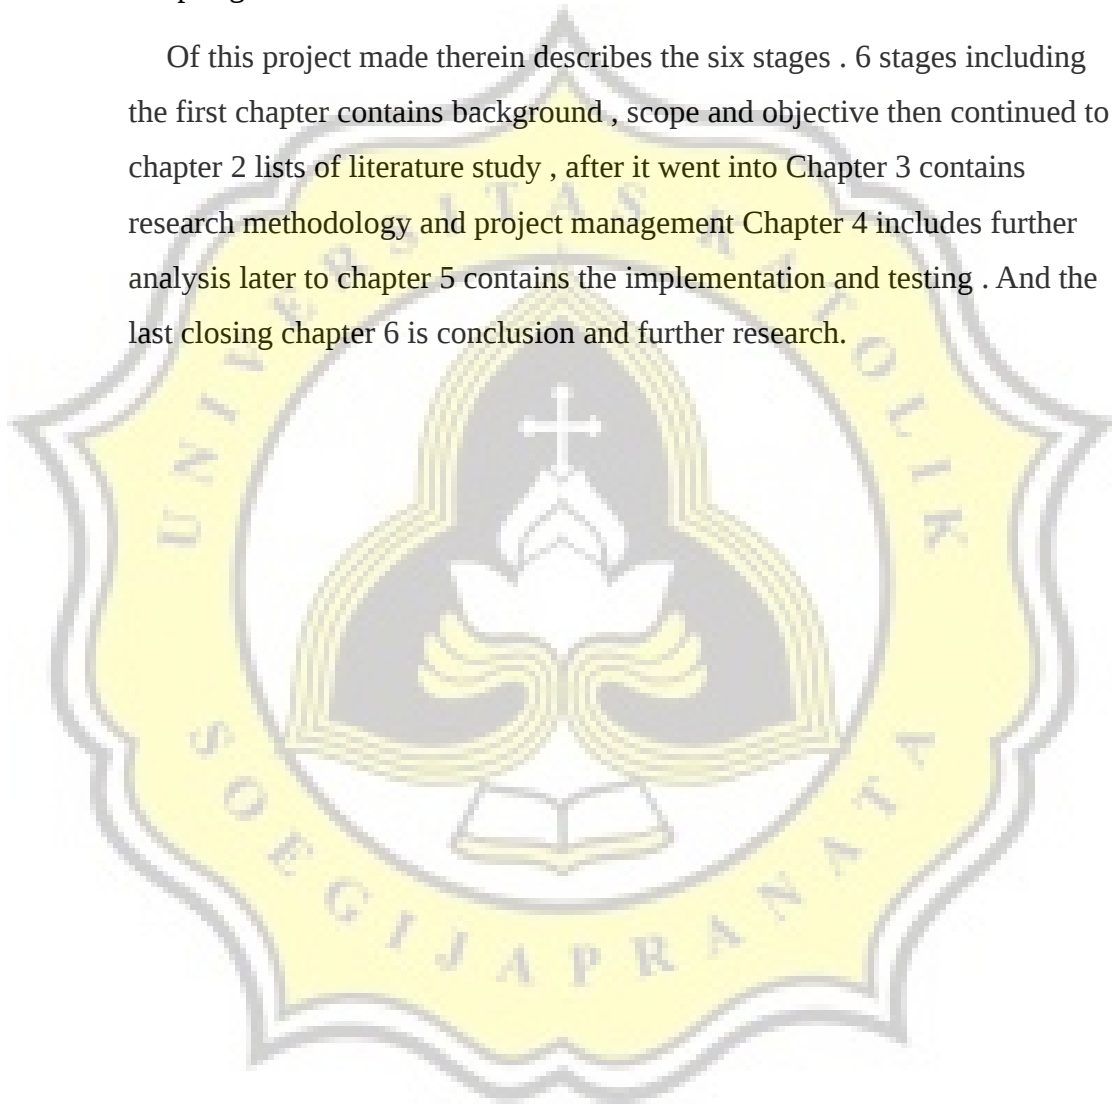 Of this project made therein describes the six stages . 6 stages including
the first chapter contains background , scope and objective then continued to
chapter 2 lists of literature study , after it went into Chapter 3 contains
research methodology and project management Chapter 4 includes further
analysis later to chapter 5 contains the implementation and testing . And the
last closing chapter 6 is conclusion and further research.
UNIVERSITAS KATOLIK
SOEGIJAPRANATA